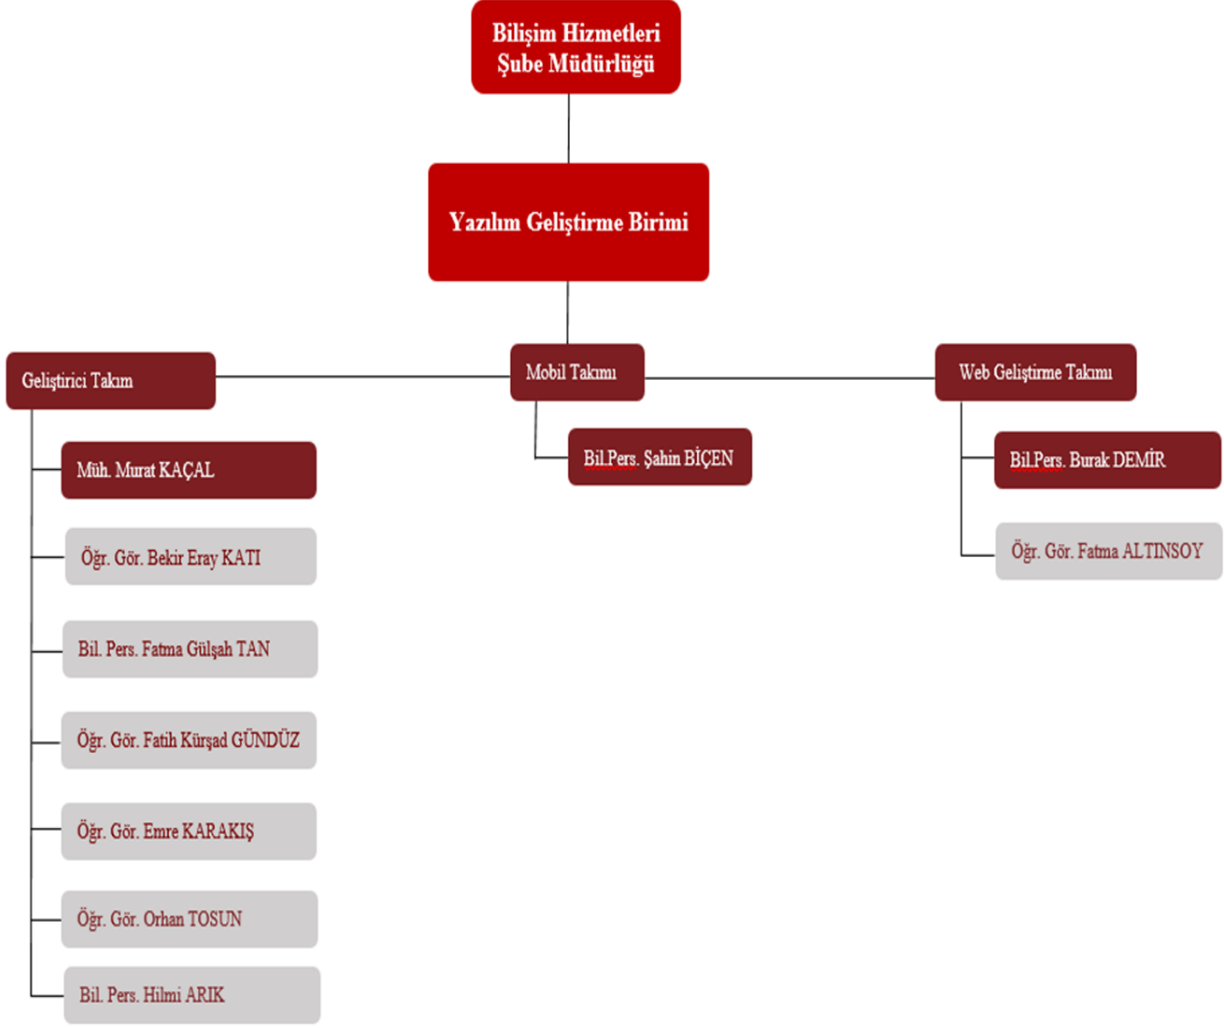 Bilişim Hizmetleri
Şube Müdürlüğü
Yazılım Geliştirme Birimi
Geliştirici Takım
Müh. Murat KAÇAL
Öğr. Gör. Bekir Eray KATI
Bil. Pers. Fatma Gülşah TAN
Öğr. Gör. Fatih Kürşad GÜNDÜZ
Öğr. Gör. Emre KARAKIŞ
Öğr. Gör. Orhan TOSUN
Bil. Pers. Hilmi ARIK
Mobil Takımı
Bil.Pers. Şahin BİÇEN
Web Geliştirme Takımı
Bil.Pers. Burak DEMİR
Öğr. Gör. Fatma ALTINSOY